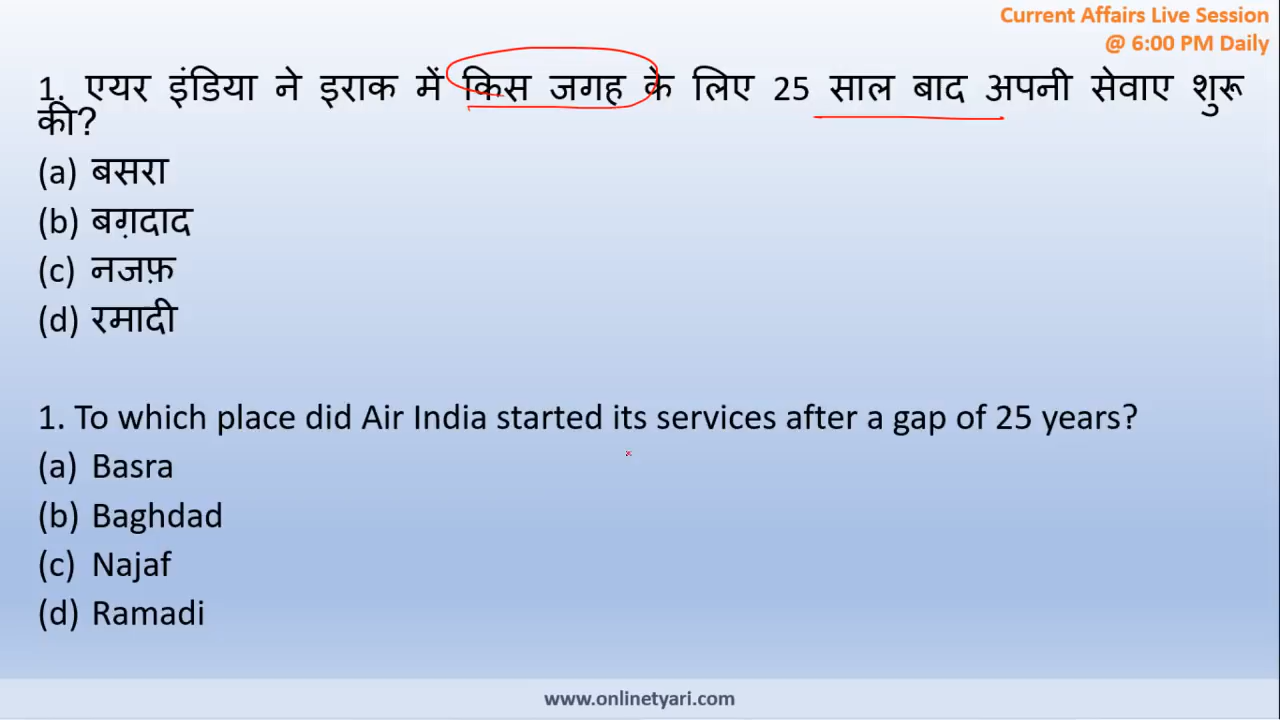 Current Affairs Live Session
@ 6:00 PM Daily
1. एयर इंडिया ने इराक में किस जगह के लिए 25 साल बाद अपनी सेवाए शुरू
की?
(a) बसरा
(b) बग़दाद
(c) नजफ़
(d) रमादी
1. To which place did Air India started its services after a gap of 25 years?
(a) Basra
(b) Baghdad
(c) Najaf
(d) Ramadi
www.onlinetyari.com